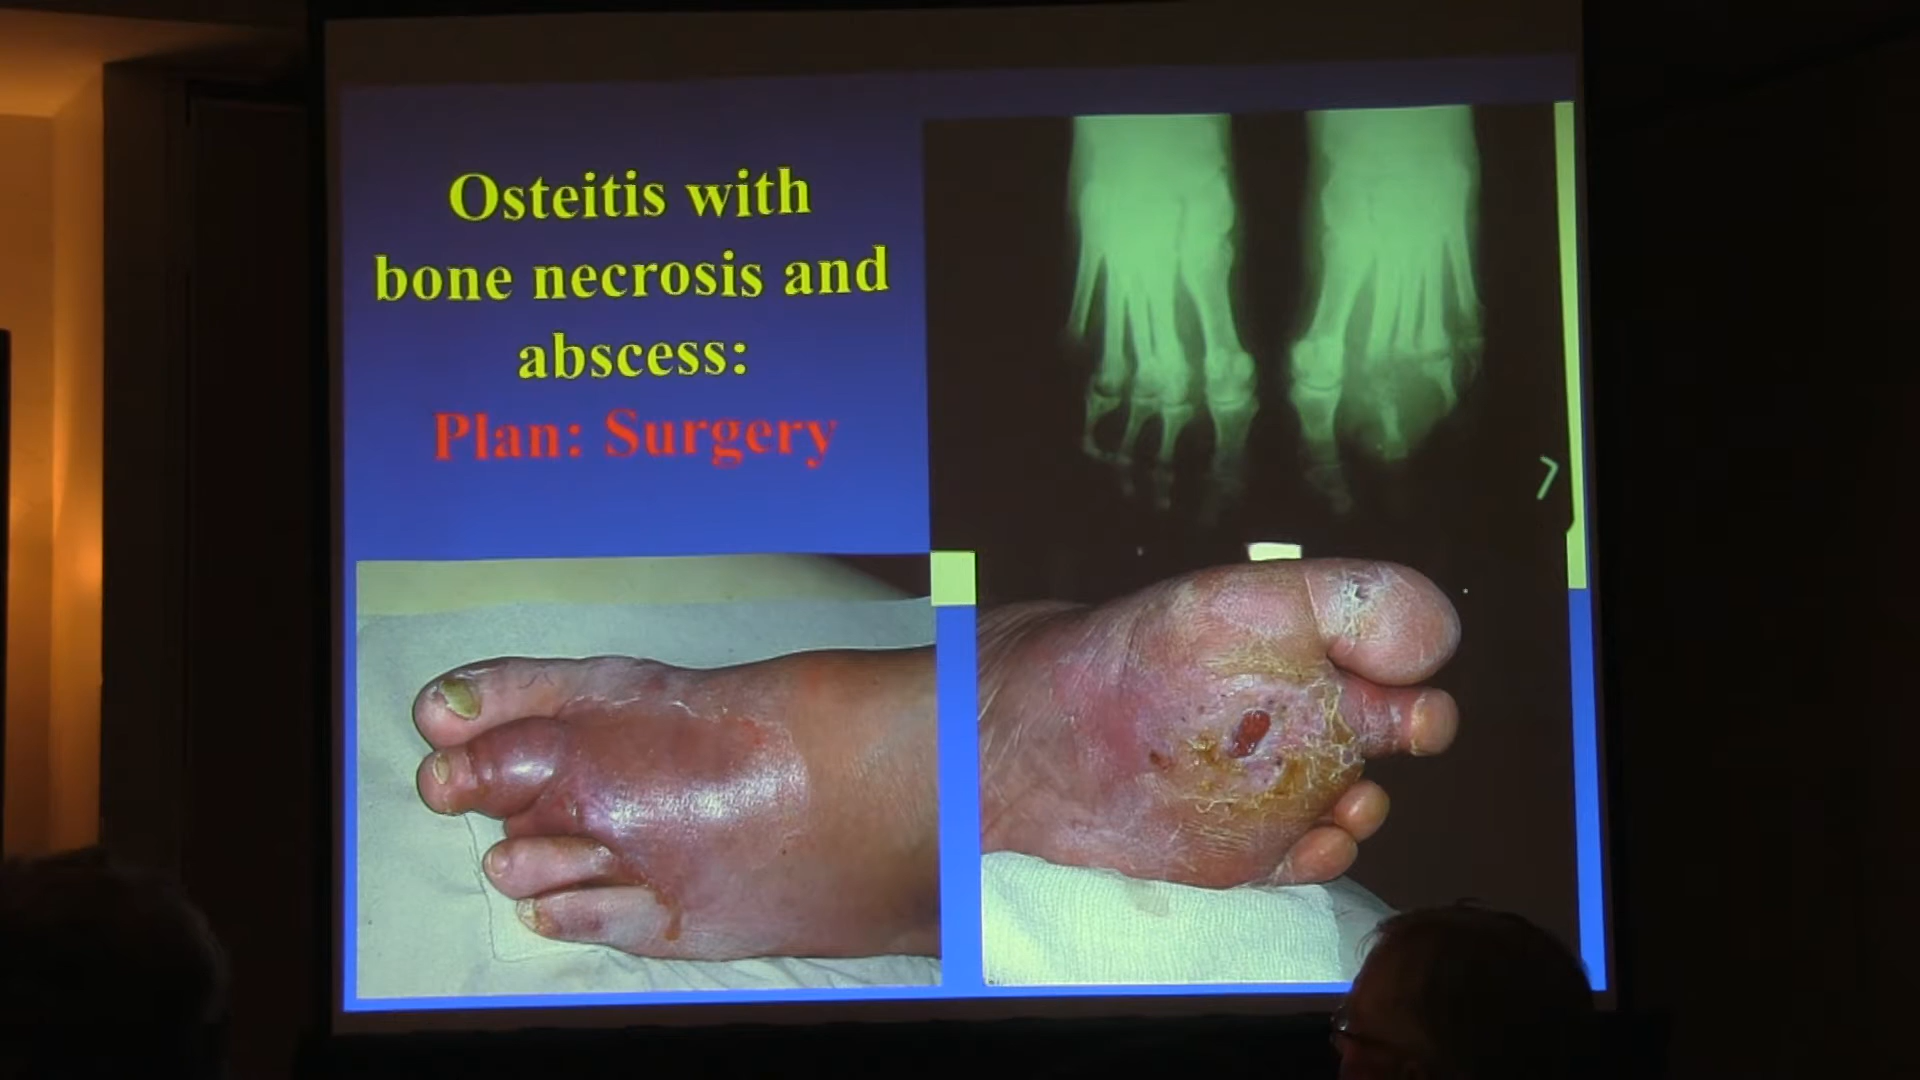 Osteitis with
bone necrosis and
abscess:
Plan: Surgery